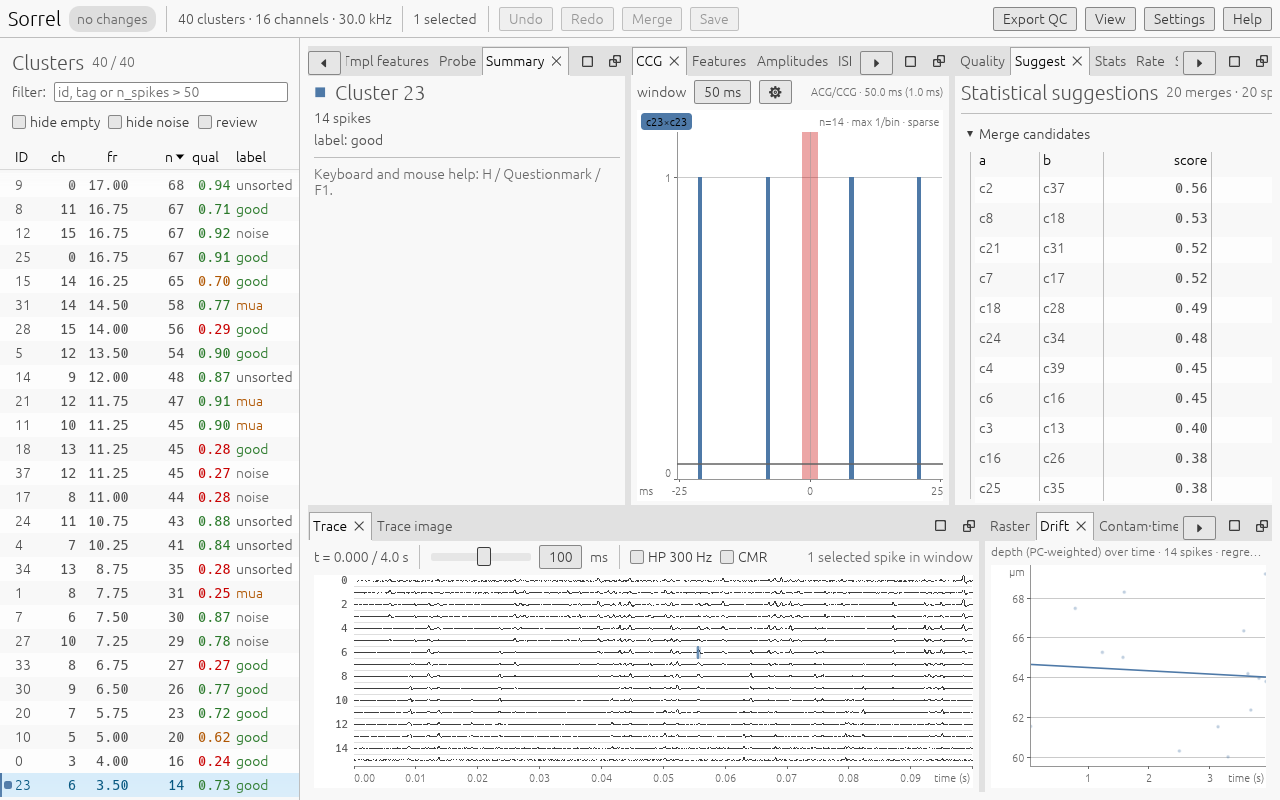 Sorrel no changes 40 clusters · 16 channels · 30.0 kHz 1 selected Undo Redo Merge Save Export QC View Settings Help
Clusters 40 / 40
filter: id, tag or n_spikes > 50
hide empty hide noise review
ID ch fr n qual label
9 0 17.00 68 0.94 unsorted
8 11 16.75 67 0.71 good
12 15 16.75 67 0.92 noise
25 0 16.75 67 0.91 good
15 14 16.25 65 0.70 good
31 14 14.50 58 0.77 mua
28 15 14.00 56 0.29 good
5 12 13.50 54 0.90 good
14 9 12.00 48 0.87 unsorted
21 12 11.75 47 0.91 mua
11 10 11.25 45 0.90 mua
18 13 11.25 45 0.28 good
37 12 11.25 45 0.27 noise
17 8 11.00 44 0.28 noise
24 11 10.75 43 0.88 unsorted
4 7 10.25 41 0.84 unsorted
34 13 8.75 35 0.28 unsorted
1 8 7.75 31 0.25 mua
7 6 7.50 30 0.87 noise
27 10 7.25 29 0.78 noise
33 8 6.75 27 0.27 good
30 9 6.50 26 0.77 good
20 7 5.75 23 0.72 good
10 5 5.00 20 0.62 good
0 3 4.00 16 0.24 good
23 6 3.50 14 0.73 good
Tmpl features Probe Summary
Cluster 23
14 spikes
label: good
Keyboard and mouse help: H / Questionmark /
F1.
CCG Features Amplitudes ISI
window 50 ms ACG/CCG · 50.0 ms (1.0 ms)
c23×c23 n=14 · max 1/bin · sparse
1
0
ms -25 0 25
Quality Suggest Stats Rate
Statistical suggestions 20 merges · 20 sp
Merge candidates
a b score
c2 c37 0.56
c8 c18 0.53
c21 c31 0.52
c7 c17 0.52
c18 c28 0.49
c24 c34 0.48
c4 c39 0.45
c6 c16 0.45
c3 c13 0.40
c16 c26 0.38
c25 c35 0.38
Trace Trace image
t = 0.000 / 4.0 s 100 ms HP 300 Hz CMR 1 selected spike in window
0
2
4
6
8
10
12
14
0.00 0.01 0.02 0.03 0.04 0.05 0.06 0.07 0.08 0.09 time (s)
Raster Drift Contam-time
depth (PC-weighted) over time · 14 spikes · regre…
µm
68
66
64
62
60
1 2 3 time (s)